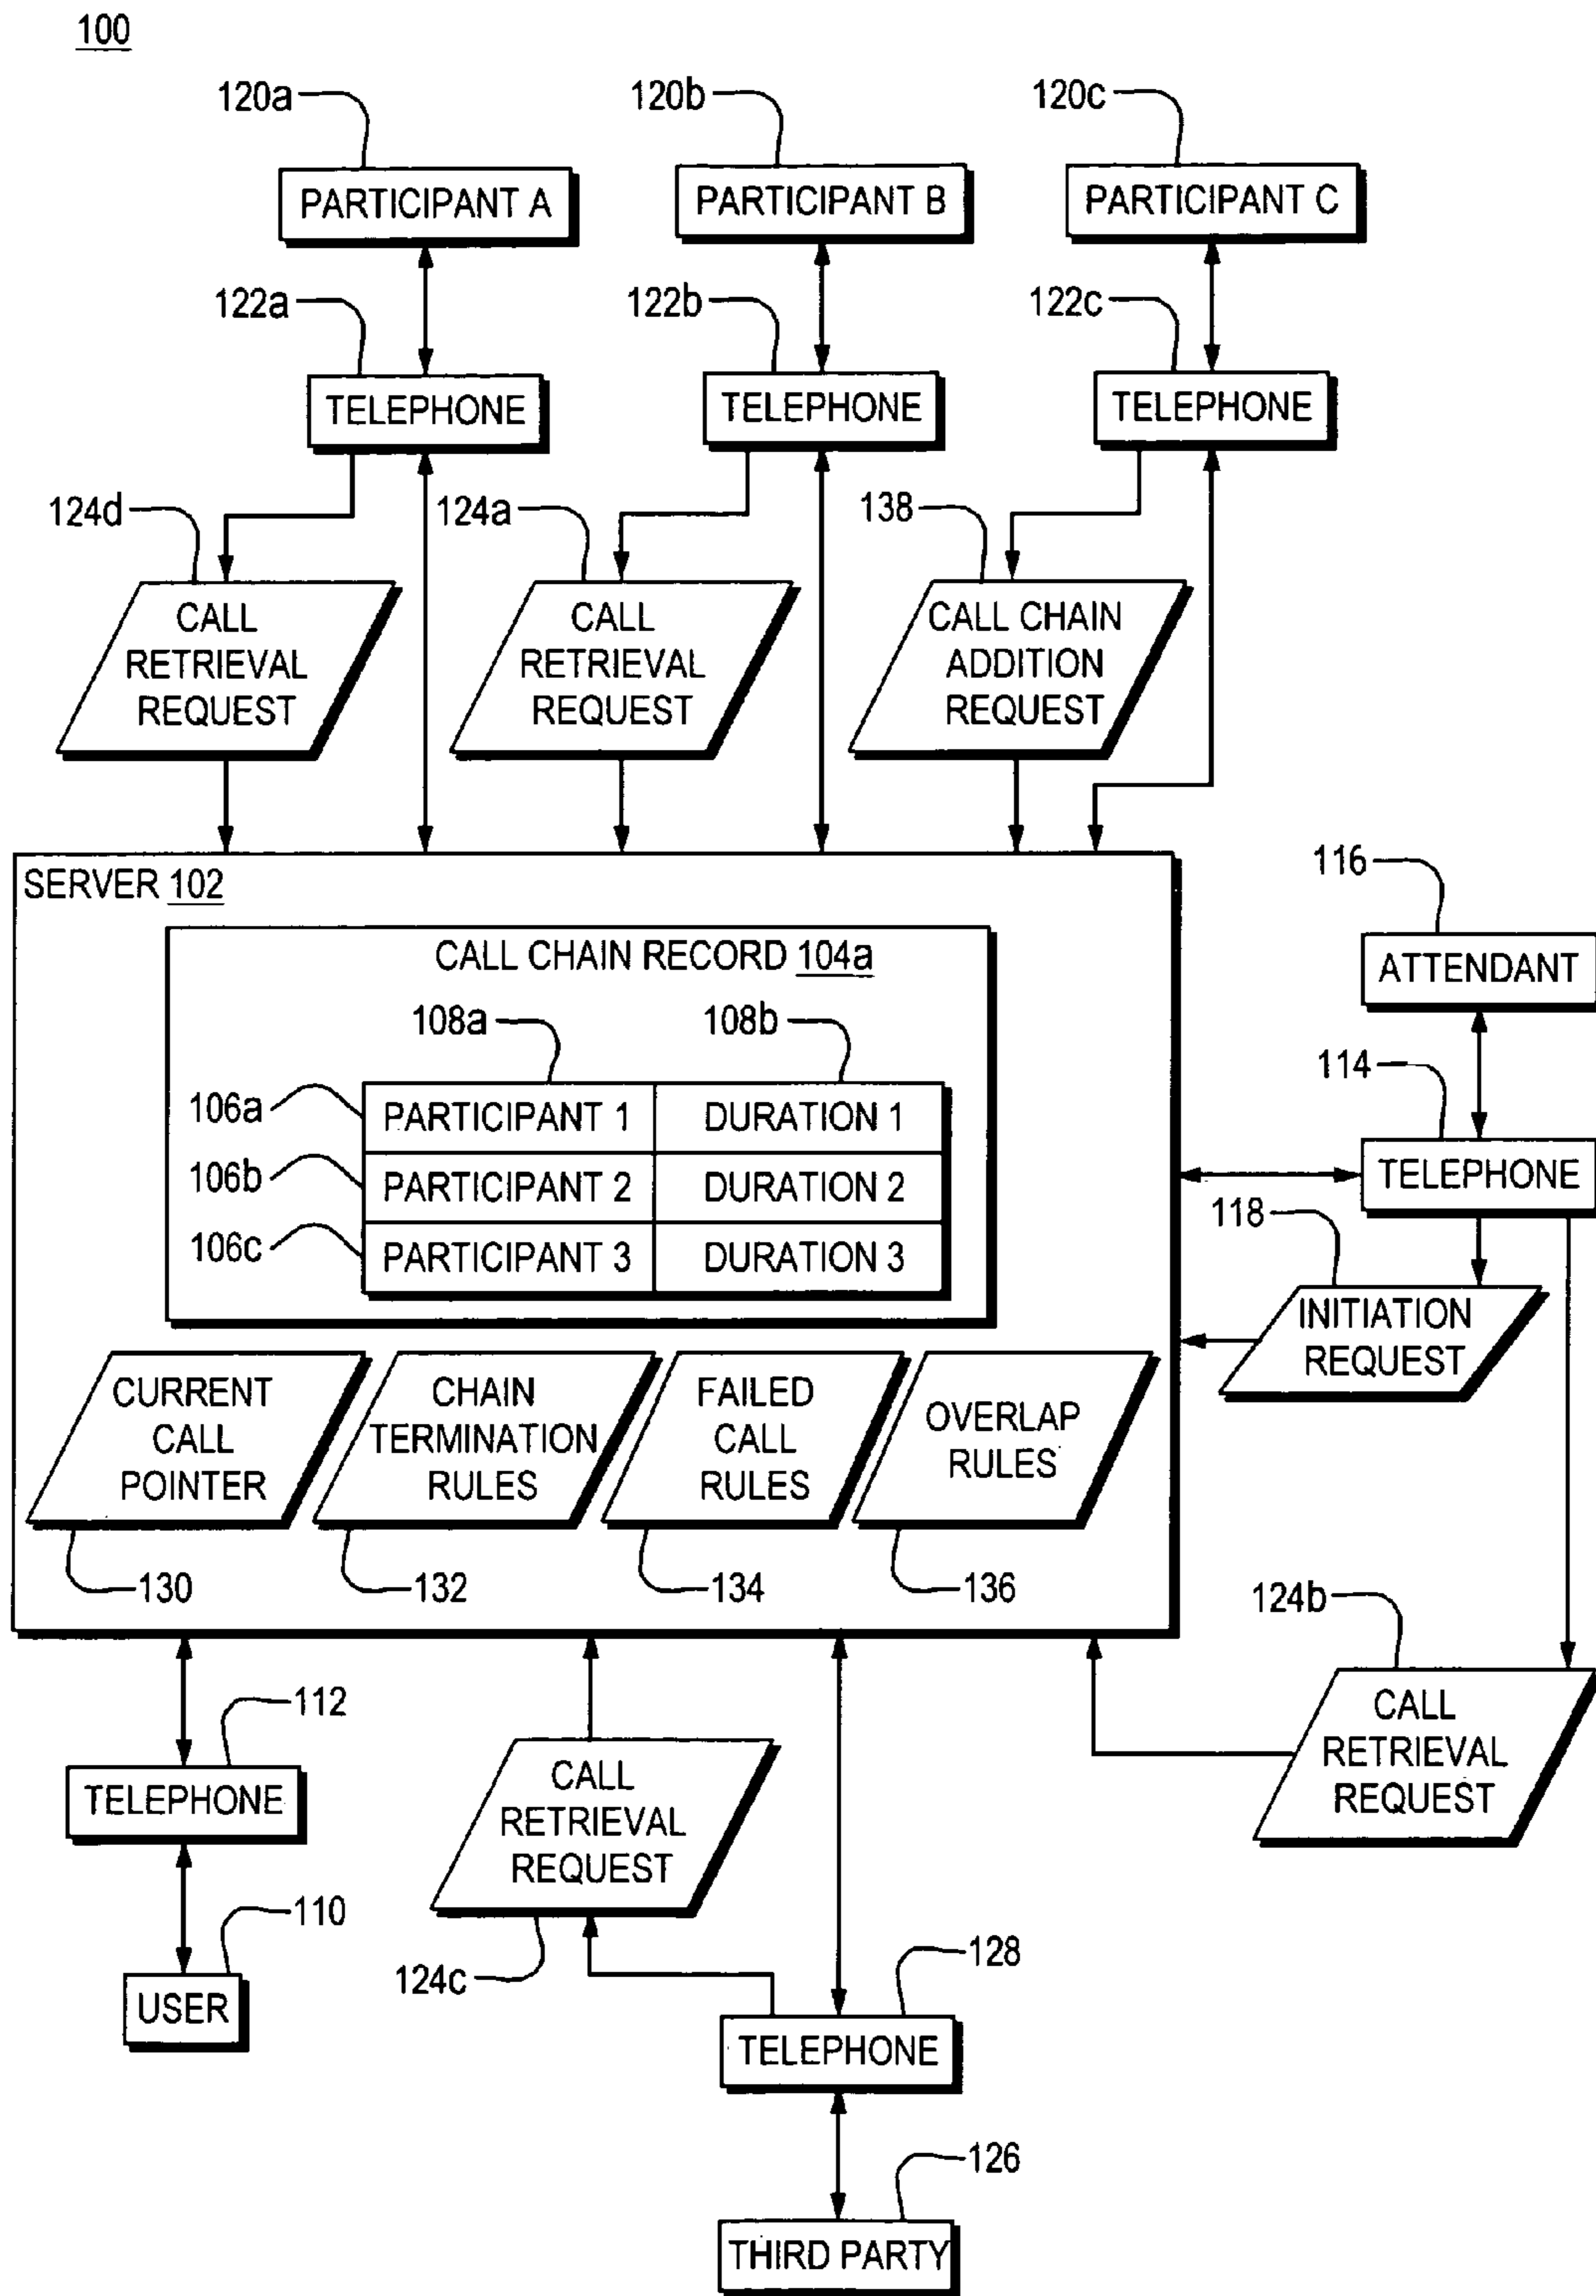 100
120a
120b
120c
PARTICIPANT A
PARTICIPANT B
PARTICIPANT C
122a
122b
122c
TELEPHONE
TELEPHONE
TELEPHONE
124d
124a
138
CALL
RETRIEVAL
REQUEST
CALL
RETRIEVAL
REQUEST
CALL CHAIN
ADDITION
REQUEST
SERVER 102
CALL CHAIN RECORD 104a
108a
108b
106a
PARTICIPANT 1
DURATION 1
106b
PARTICIPANT 2
DURATION 2
106c
PARTICIPANT 3
DURATION 3
CURRENT
CALL
POINTER
CHAIN
TERMINATION
RULES
FAILED
CALL
RULES
OVERLAP
RULES
130
132
134
136
116
ATTENDANT
114
TELEPHONE
118
INITIATION
REQUEST
124b
CALL
RETRIEVAL
REQUEST
112
TELEPHONE
110
USER
CALL
RETRIEVAL
REQUEST
124c
128
TELEPHONE
126
THIRD PARTY